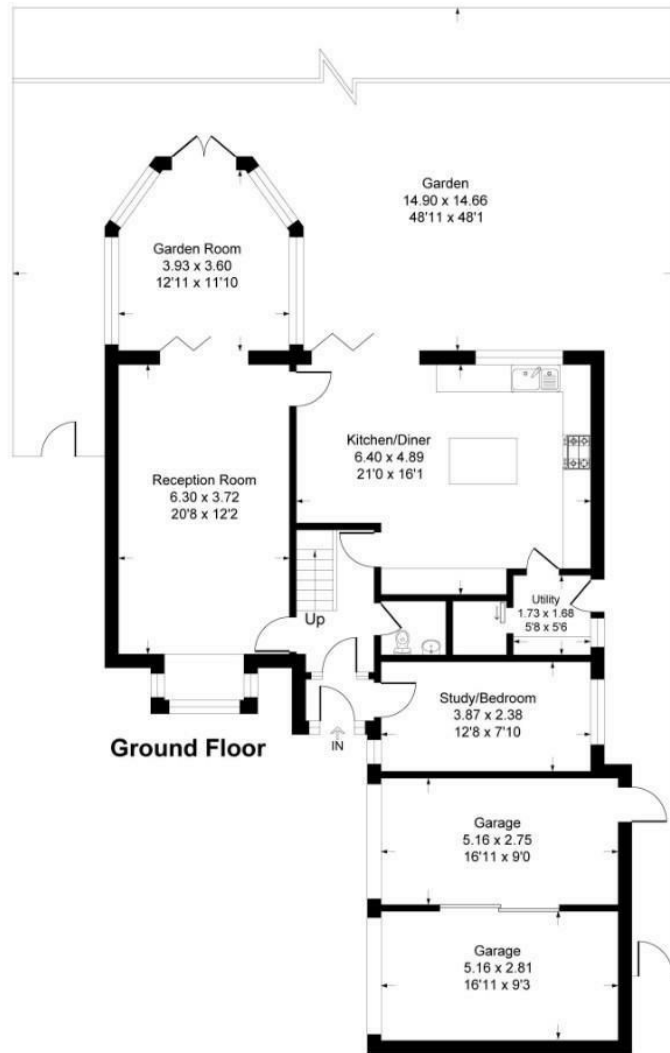 Garden
14.90 x 14.66
48'11 x 48'1
Garden Room
3.93 x 3.60
12'11 x 11'10
Kitchen/Diner
6.40 x 4.89
21'0 x 16'1
Reception Room
6.30 x 3.72
20'8 x 12'2
Utility
1.73 x 1.68
5'8 x 5'6
Up
Study/Bedroom
3.87 x 2.38
12'8 x 7'10
Ground Floor
IN
Garage
5.16 x 2.75
16'11 x 9'0
Garage
5.16 x 2.81
16'11 x 9'3